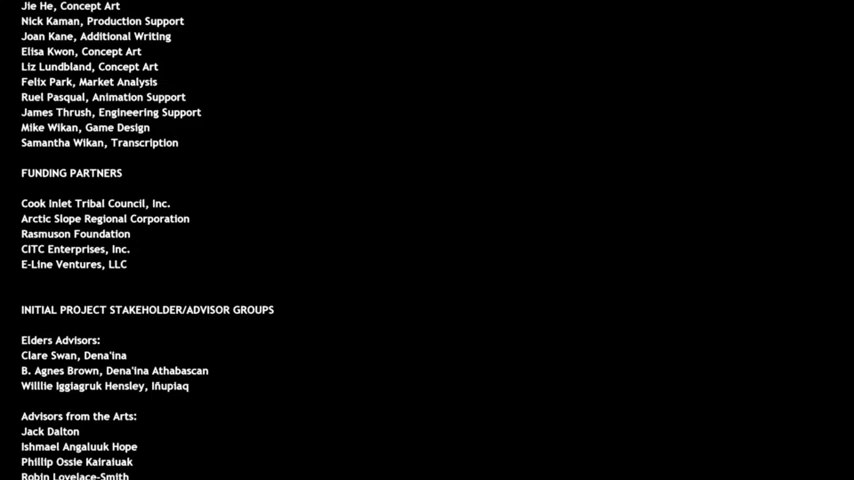 Jie He, Concept Art
Nick Kaman, Production Support
Joan Kane, Additional Writing
Elisa Kwon, Concept Art
Liz Lundbland, Concept Art
Felix Park, Market Analysis
Ruel Pasqual, Animation Support
James Thrush, Engineering Support
Mike Wikan, Game Design
Samantha Wikan, Transcription
FUNDING PARTNERS
Cook Inlet Tribal Council, Inc.
Arctic Slope Regional Corporation
Rasmuson Foundation
CITC Enterprises, Inc.
E-Line Ventures, LLC
INITIAL PROJECT STAKEHOLDER/ADVISOR GROUPS
Elders Advisors:
Clare Swan, Dena'ina
B. Agnes Brown, Dena'ina Athabascan
Willlie Iggiagruk Hensley, Iñupiaq
Advisors from the Arts:
Jack Dalton
Ishmael Angaluuk Hope
Phillip Ossie Kairaiuak
Robin Lovelace-Smith